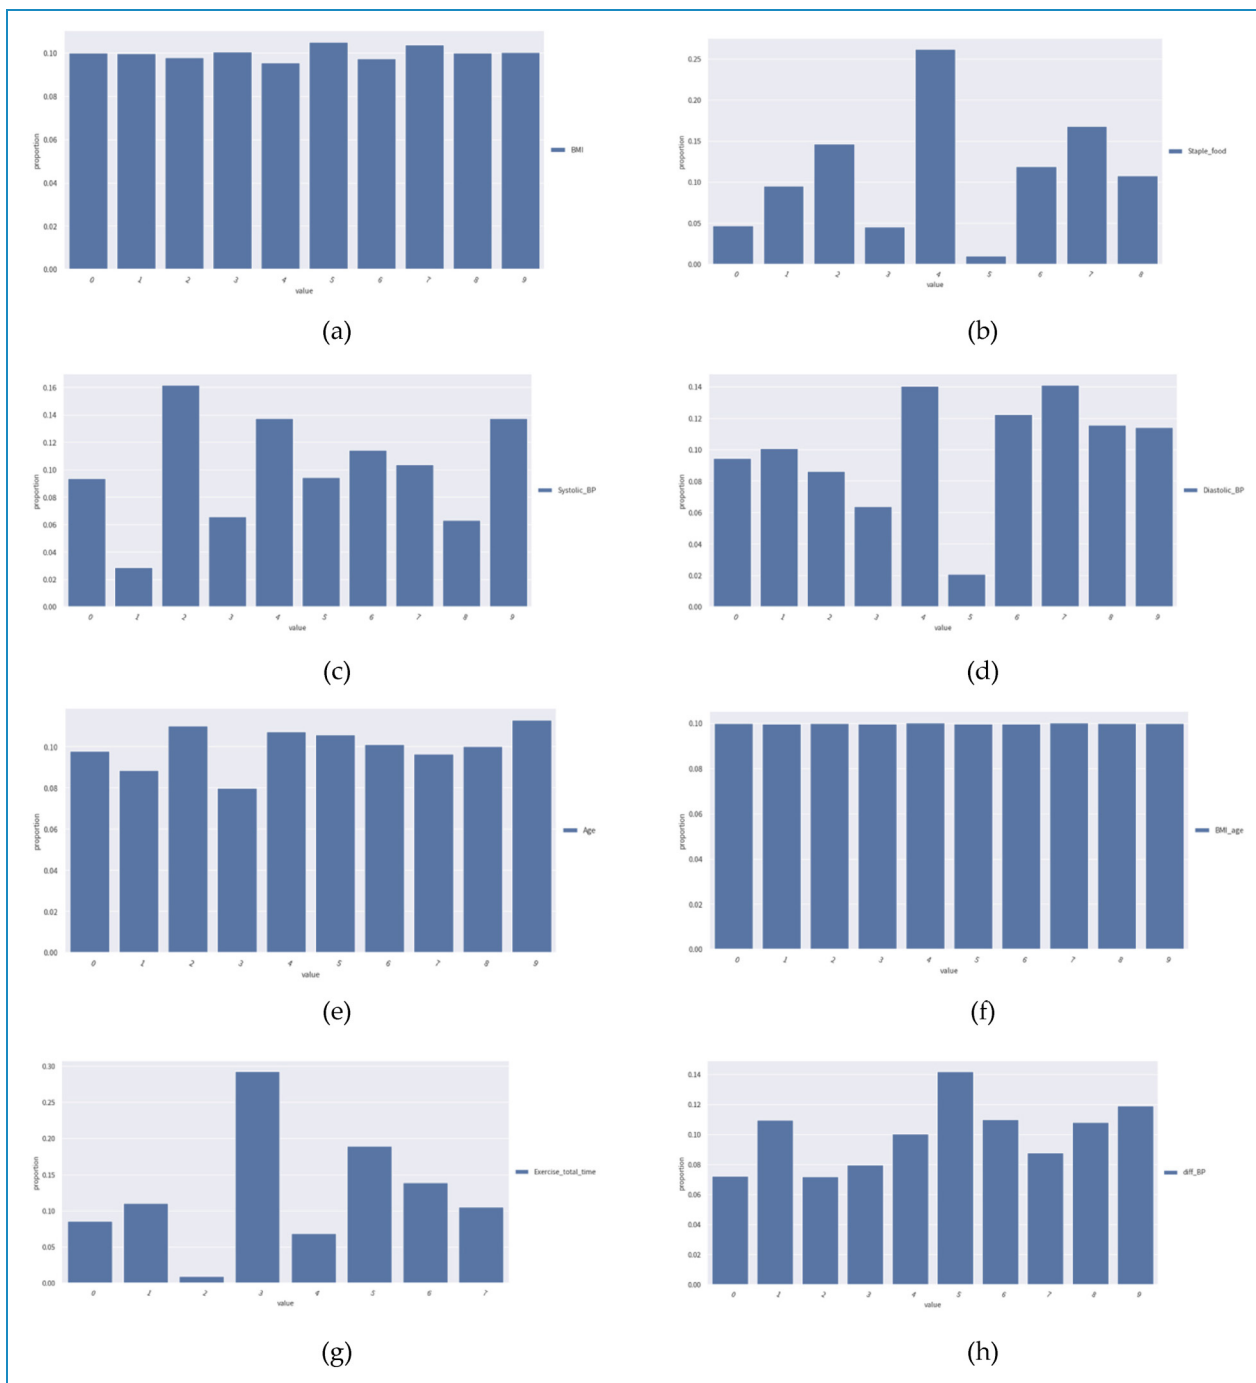 0.10
0.08
0.06
0.04
0.02
0.00
proportion
0 1 2 3 4 5 6 7 8 9
value
BMI
(a)
0.25
0.20
0.15
0.10
0.05
0.00
proportion
0 1 2 3 4 5 6 7 8
value
Staple_food
(b)
0.16
0.14
0.12
0.10
0.08
0.06
0.04
0.02
0.00
proportion
0 1 2 3 4 5 6 7 8 9
value
Systolic_BP
(c)
0.14
0.12
0.10
0.08
0.06
0.04
0.02
0.00
proportion
0 1 2 3 4 5 6 7 8 9
value
Diastolic_BP
(d)
0.10
0.08
0.06
0.04
0.02
0.00
proportion
0 1 2 3 4 5 6 7 8 9
value
Age
(e)
0.10
0.08
0.06
0.04
0.02
0.00
proportion
0 1 2 3 4 5 6 7 8 9
value
BMI_age
(f)
0.30
0.25
0.20
0.15
0.10
0.05
0.00
proportion
0 1 2 3 4 5 6 7
value
Exercise_total_time
(g)
0.14
0.12
0.10
0.08
0.06
0.04
0.02
0.00
proportion
0 1 2 3 4 5 6 7 8 9
value
diff_BP
(h)